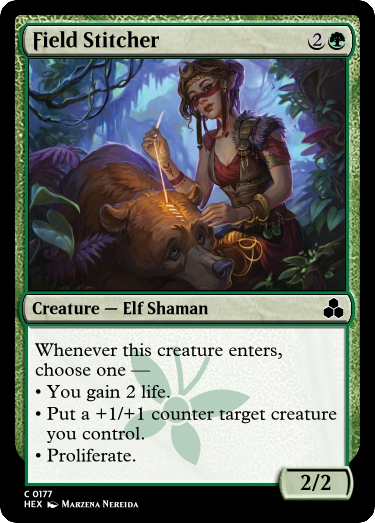 Field Stitcher 2
Creature — Elf Shaman
Whenever this creature enters,
choose one —
• You gain 2 life.
• Put a +1/+1 counter target creature
you control.
• Proliferate.
2/2
C 0177
HEX Marzena Nereida